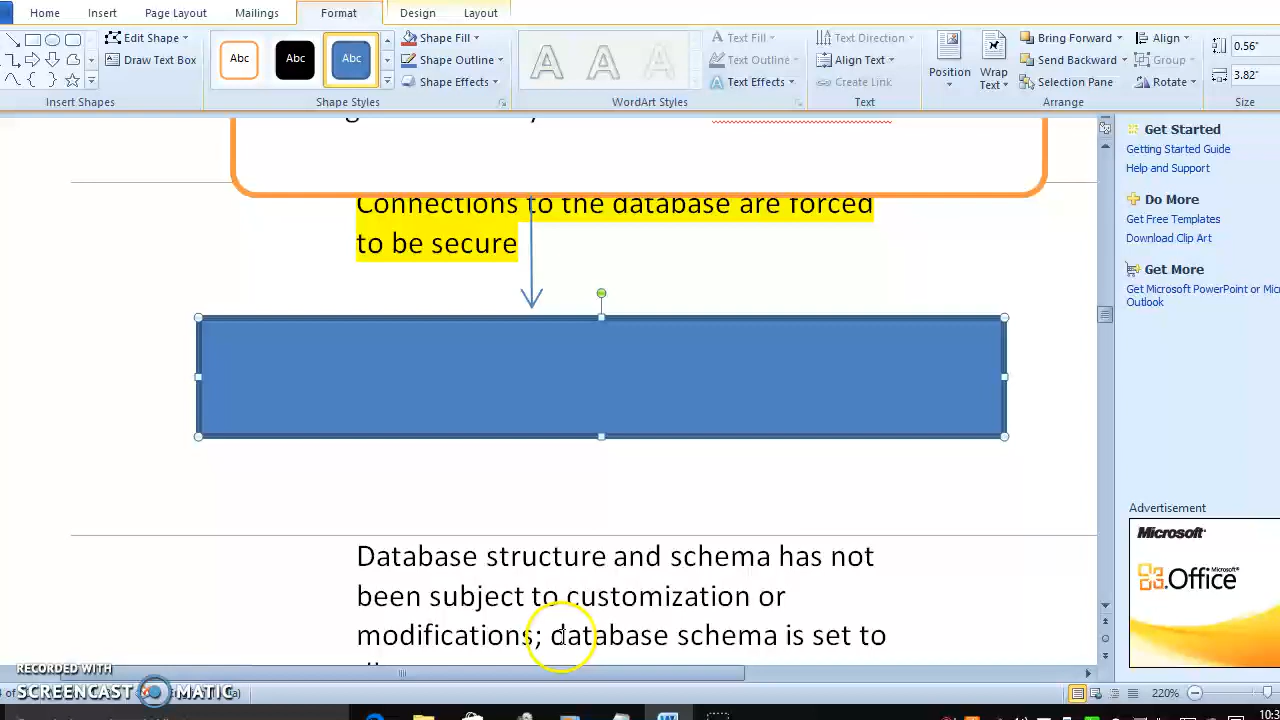 Home Insert Page Layout Mailings Format Design Layout
Edit Shape
Draw Text Box
Insert Shapes
Abc Abc Abc
Shape Fill
Shape Outline
Shape Effects
Shape Styles
A A A
Text Fill
Text Outline
Text Effects
WordArt Styles
Text Direction
Align Text
Create Link
Text
Position
Wrap
Text
Bring Forward
Send Backward
Selection Pane
Align
Group
Rotate
Arrange
0.56"
3.82"
Size
Connections to the database are forced
to be secure
Database structure and schema has not
been subject to customization or
modifications; database schema is set to
Get Started
Getting Started Guide
Help and Support
Do More
Get Free Templates
Download Clip Art
Get More
Get Microsoft PowerPoint or
Outlook
Advertisement
Microsoft
Office
RECORDED WITH
SCREENCAST MATIC
220%